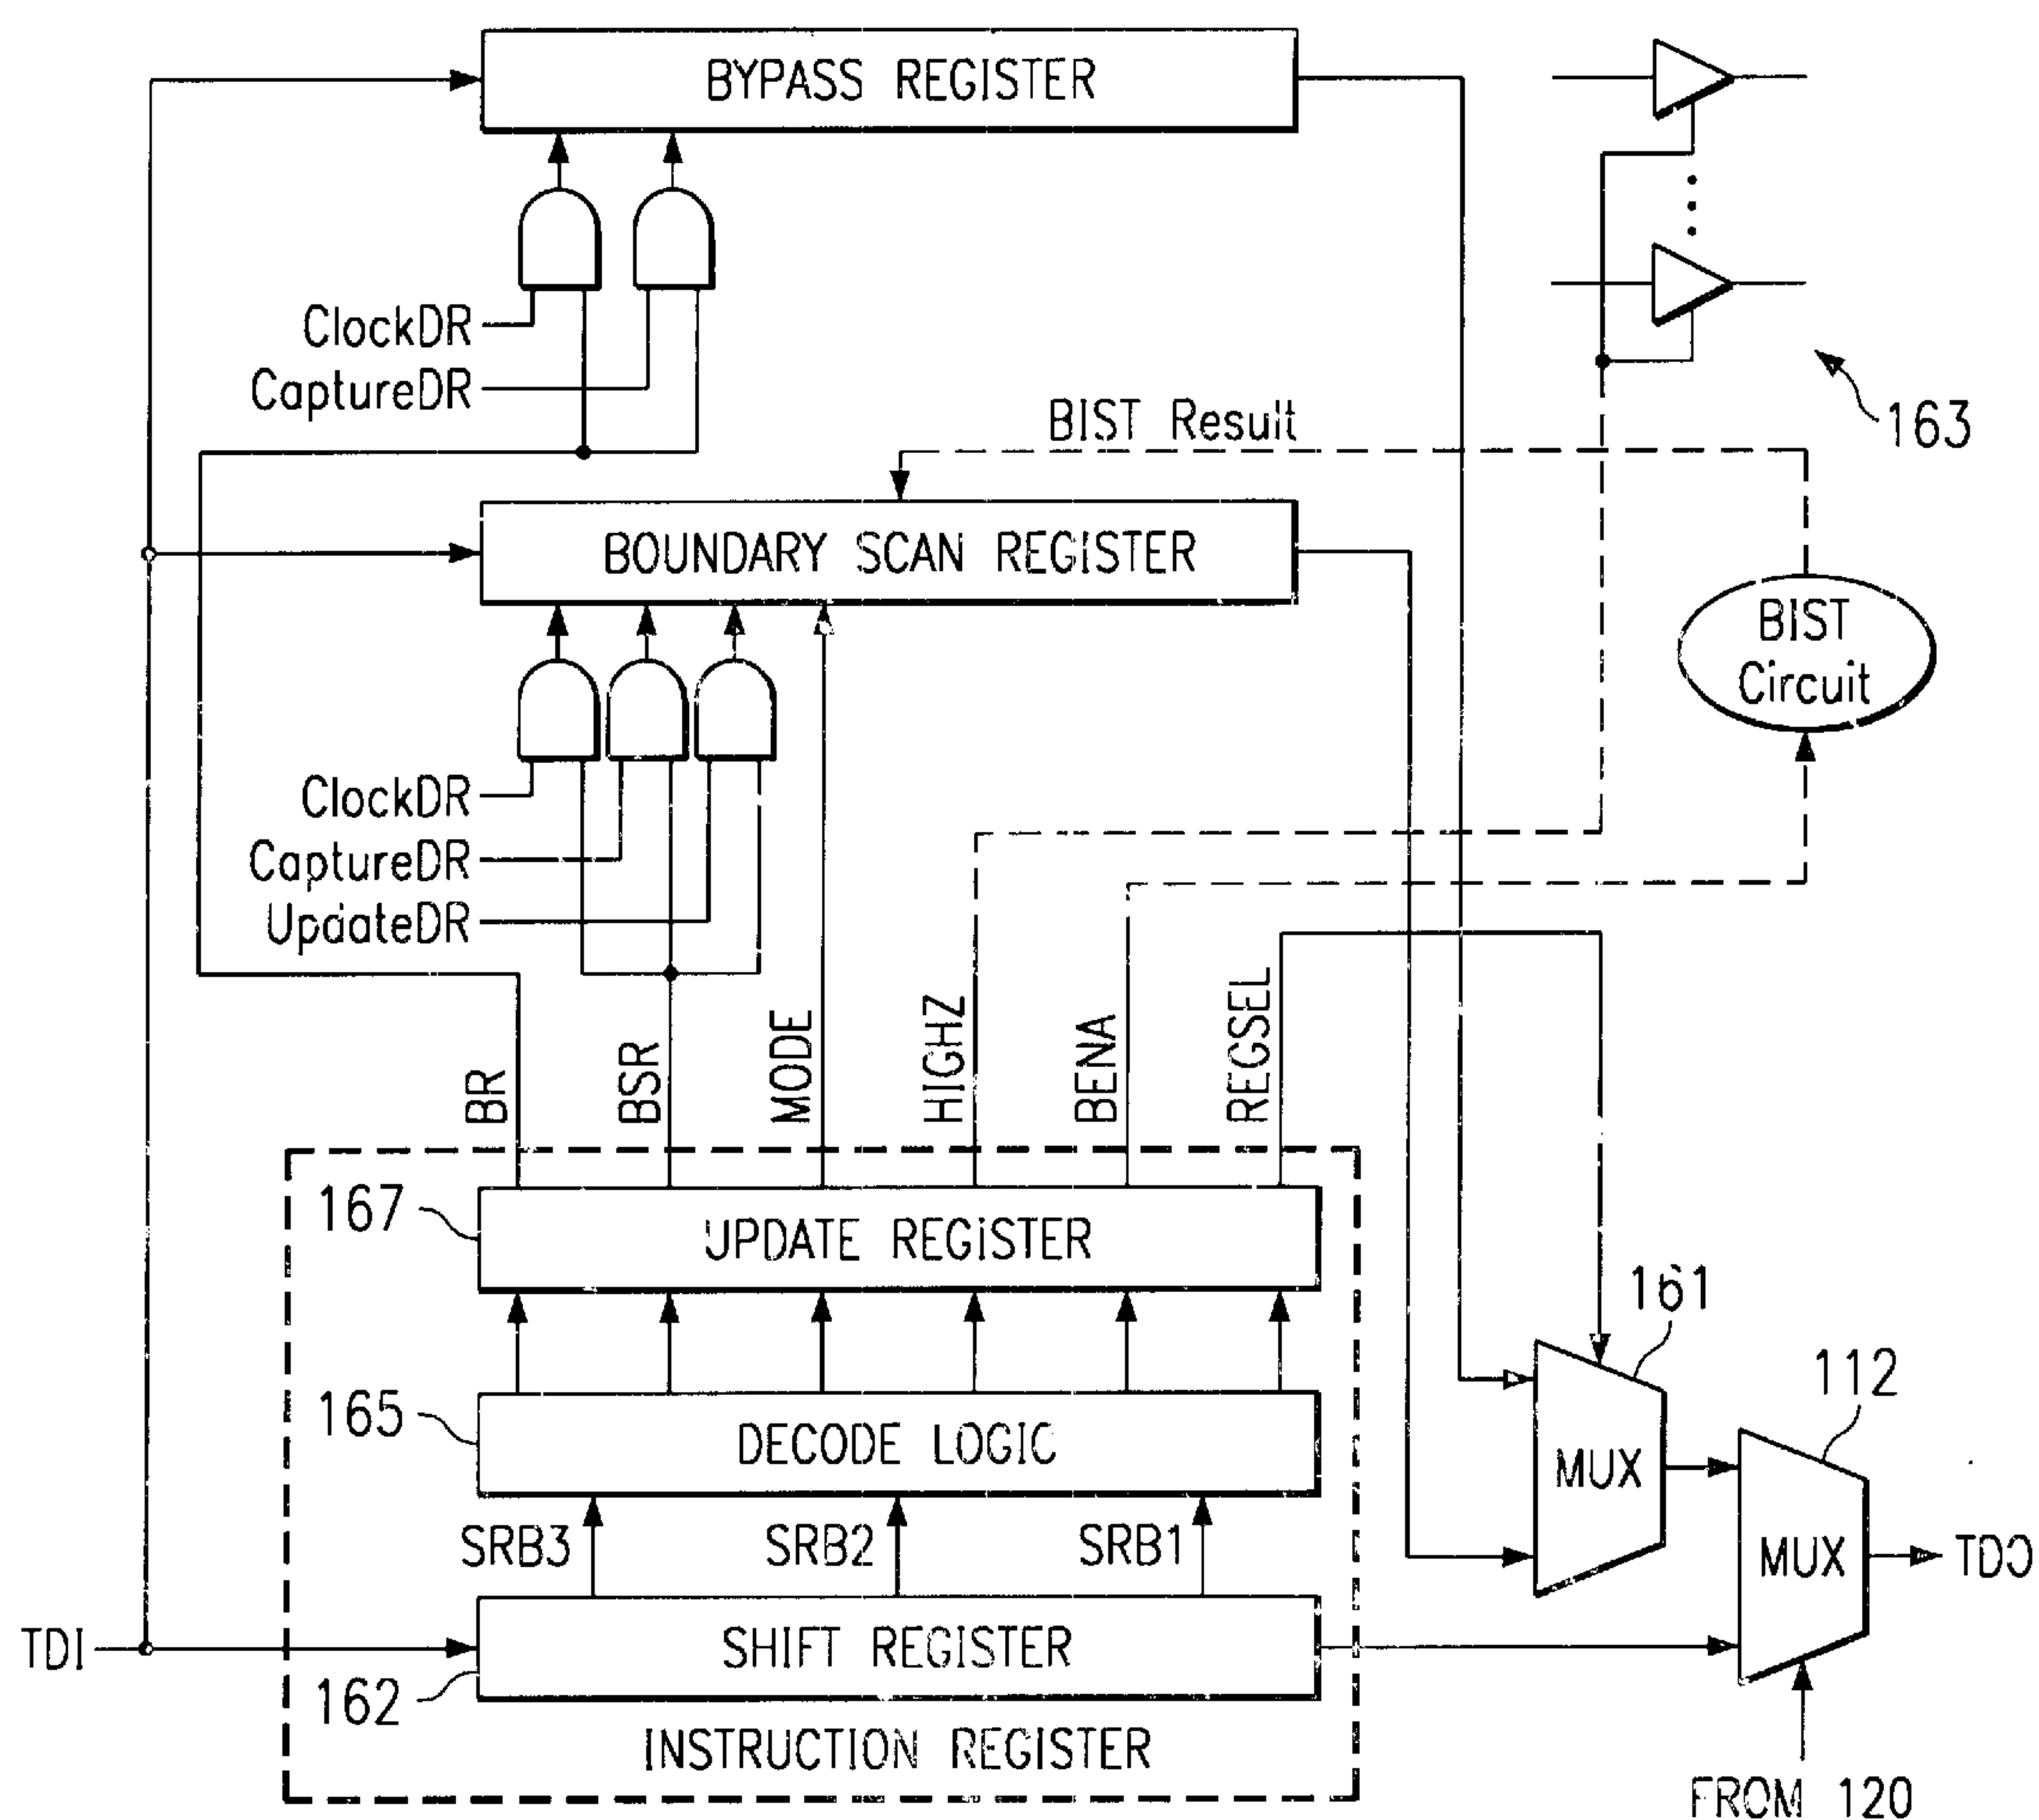 BYPASS REGISTER
ClockDR
CaptureDR
163
BIST Result
BOUNDARY SCAN REGISTER
BIST
Circuit
ClockDR
CaptureDR
UpdateDR
BR
BSR
MODE
HIGHZ
BENA
REGSEL
167
UPDATE REGISTER
161
112
165
DECODE LOGIC
MUX
SRB3
SRB2
SRB1
MUX
TDO
TDI
SHIFT REGISTER
162
INSTRUCTION REGISTER
FROM 120